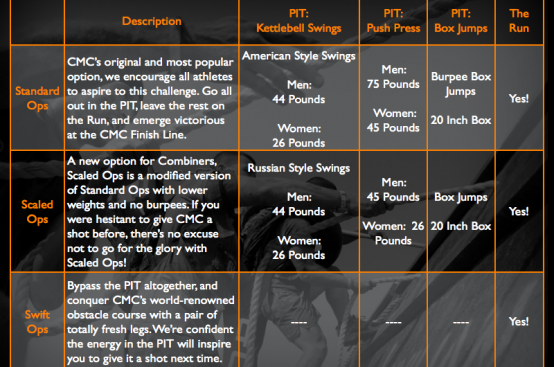 Description
PIT:
Kettlebell Swings
PIT:
Push Press
PIT:
Box Jumps
The
Run
Standard
Ops
CMC's original and most popular
option, we encourage all athletes
to aspire to this challenge. Go all
out in the PIT, leave the rest on
the Run, and emerge victorious
at the CMC Finish Line.
American Style Swings
Men:
44 Pounds
Women:
26 Pounds
Men:
75 Pounds
Women:
45 Pounds
Burpee Box
Jumps
20 Inch Box
Yes!
Scaled
Ops
A new option for Combiners,
Scaled Ops is a modified version
of Standard Ops with lower
weights and no burpees. If you
were hesitant to give CMC a
shot before, there's no excuse
not to go for the glory with
Scaled Ops!
Russian Style Swings
Men:
44 Pounds
Women:
26 Pounds
Men:
45 Pounds
Women: 26
Pounds
Box Jumps
20 Inch Box
Yes!
Swift
Ops
Bypass the PIT altogether, and
conquer CMC's world-renowned
obstacle course with a pair of
totally fresh legs. We're confident
the energy in the PIT will inspire
you to give it a shot next time.
----
----
----
Yes!